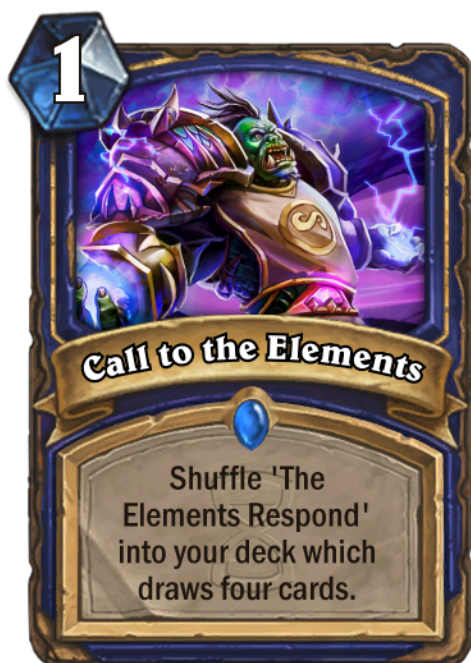 1
Call to the Elements
Shuffle 'The
Elements Respond'
into your deck which
draws four cards.